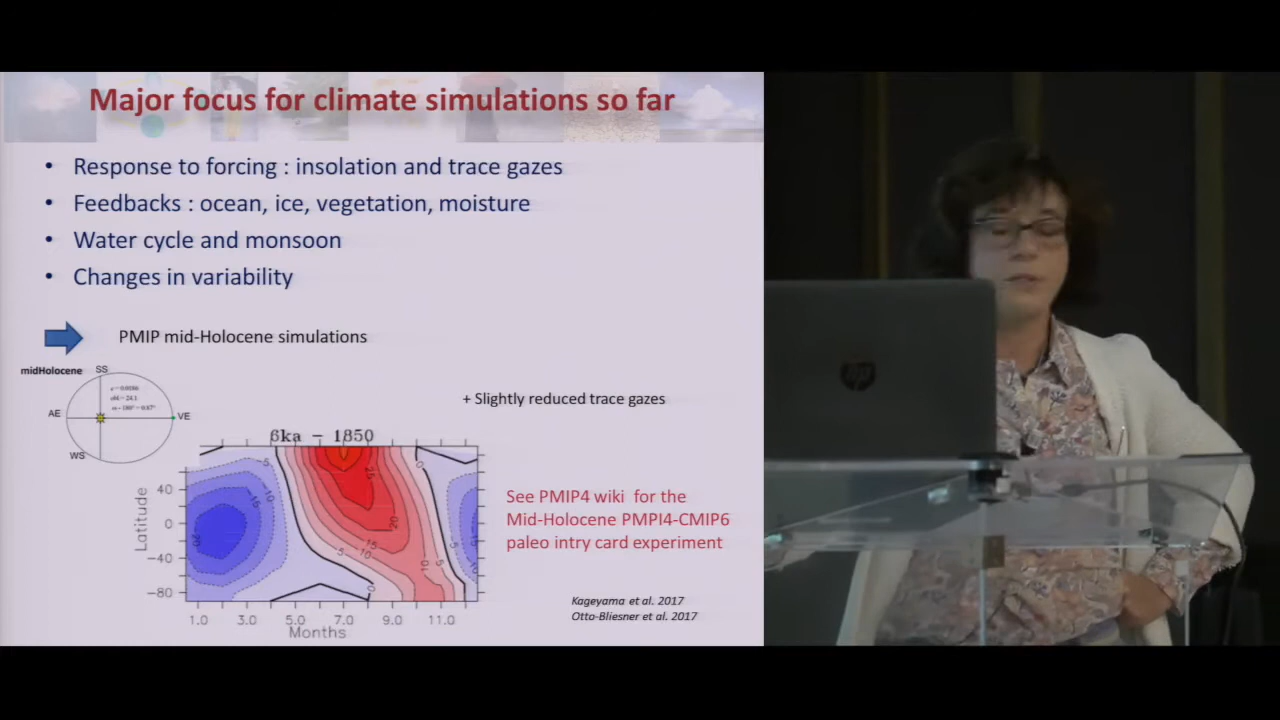 Major focus for climate simulations so far
• Response to forcing : insolation and trace gazes
• Feedbacks : ocean, ice, vegetation, moisture
• Water cycle and monsoon
• Changes in variability
PMIP mid-Holocene simulations
midHolocene
SS
AE
VE
WS
+ Slightly reduced trace gazes
6ka - 1850
Latitude
40
0
-40
-80
1.0 3.0 5.0 7.0 9.0 11.0
Months
See PMIP4 wiki for the
Mid-Holocene PMPI4-CMIP6
paleo intry card experiment
Kageyama et al. 2017
Otto-Bliesner et al. 2017
hp